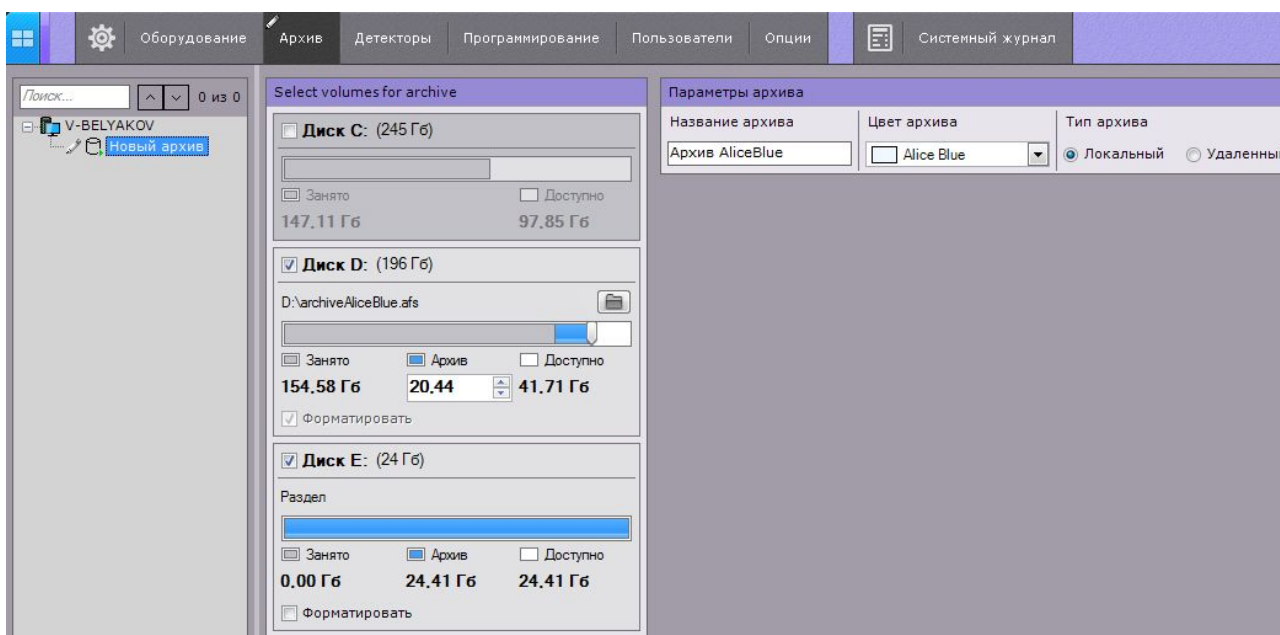 Оборудование Архив Детекторы Программирование Пользователи Опции Системный журнал
Поиск... 0 из 0
V-BELYAKOV
Новый архив
Select volumes for archive
Диск C: (245 Гб)
Занято Доступно
147,11 Гб 97,85 Гб
Диск D: (196 Гб)
D:\archiveAliceBlue.afs
Занято Архив Доступно
154,58 Гб 20,44 41,71 Гб
Форматировать
Диск E: (24 Гб)
Раздел
Занято Архив Доступно
0,00 Гб 24,41 Гб 24,41 Гб
Форматировать
Параметры архива
Название архива Цвет архива Тип архива
Архив AliceBlue Alice Blue Локальный Удаленны